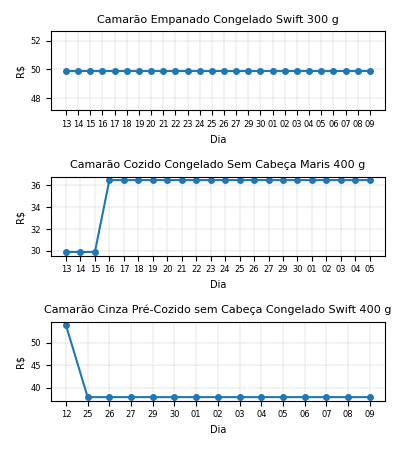 Camarão Empanado Congelado Swift 300 g
52
50
48
R$
13 14 15 16 17 18 19 20 21 22 23 24 25 26 27 29 30 01 02 03 04 05 06 07 08 09
Dia
Camarão Cozido Congelado Sem Cabeça Maris 400 g
36
34
32
30
R$
13 14 15 16 17 18 19 20 21 22 23 24 25 26 27 29 30 01 02 03 04 05
Dia
Camarão Cinza Pré-Cozido sem Cabeça Congelado Swift 400 g
50
45
40
R$
12 25 26 27 29 30 01 02 03 04 05 06 07 08 09
Dia